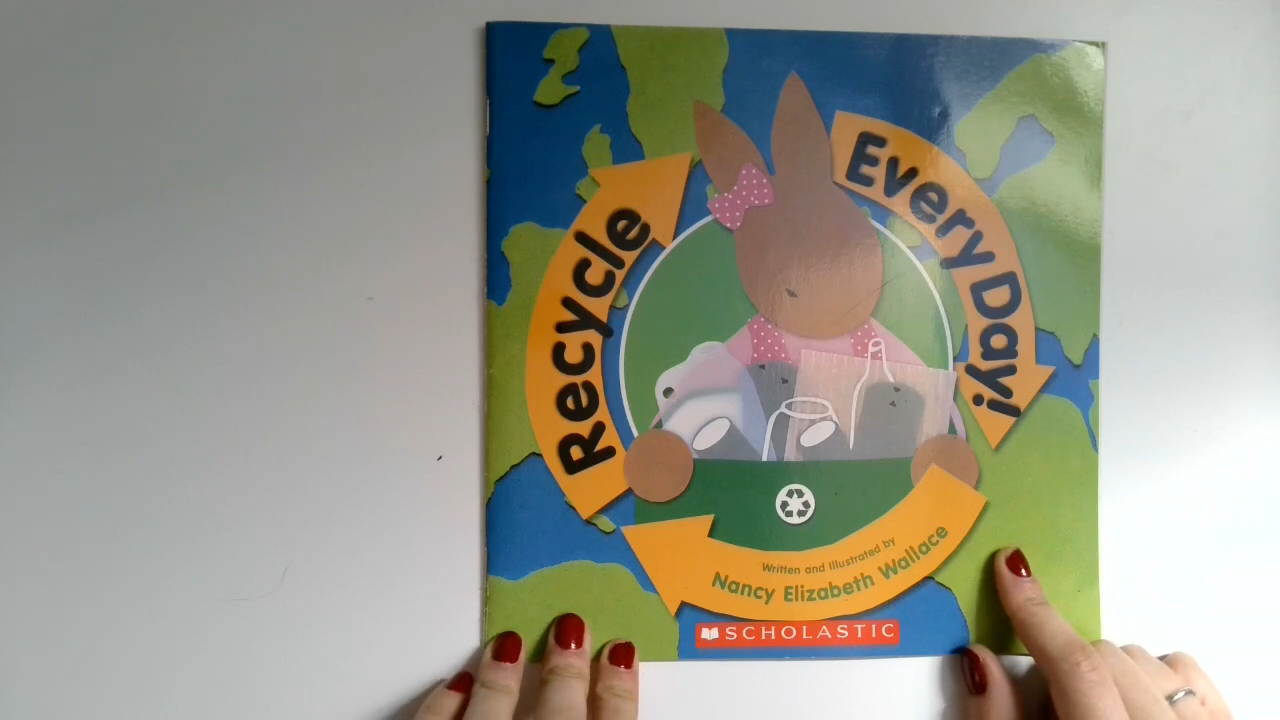 Recycle
Every Day!
Written and Illustrated by
Nancy Elizabeth Wallace
SCHOLASTIC